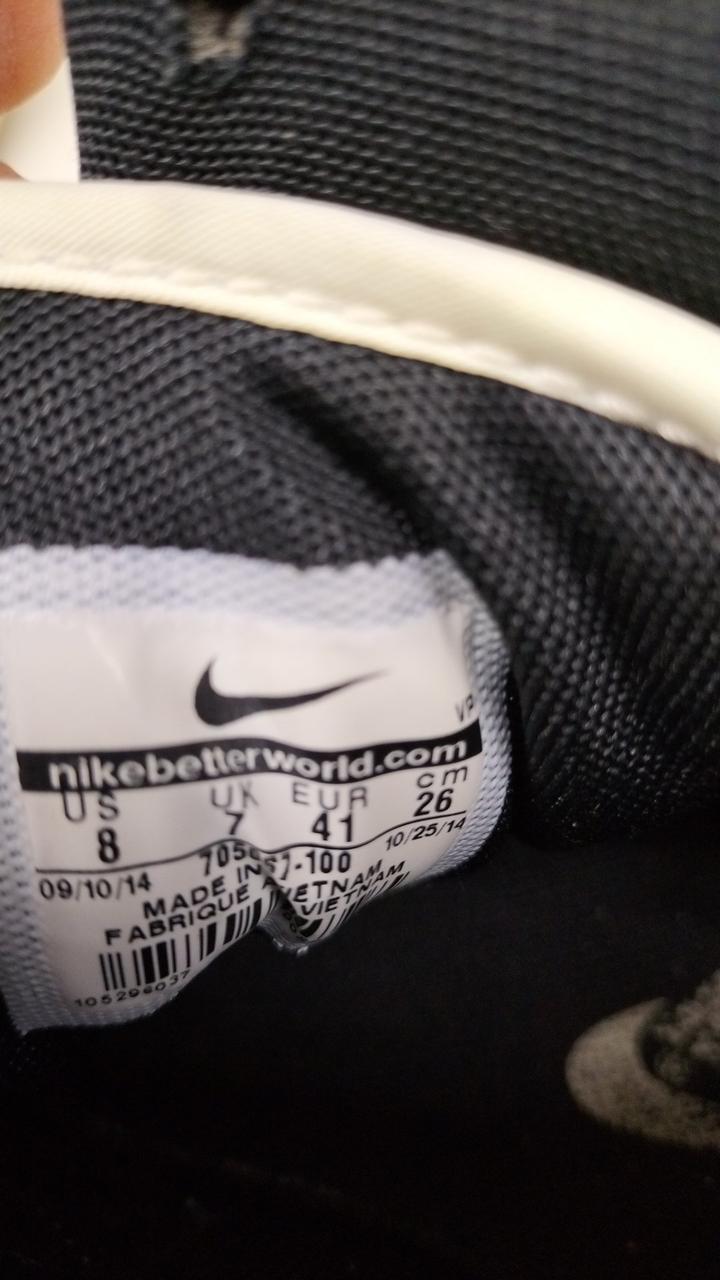 VP
nikebetterworld.com
US UK EUR cm
8 7 41 26
09/10/14 10/25/14
MADE IN VIETNAM
FABRIQUE VIETNAM
105296037